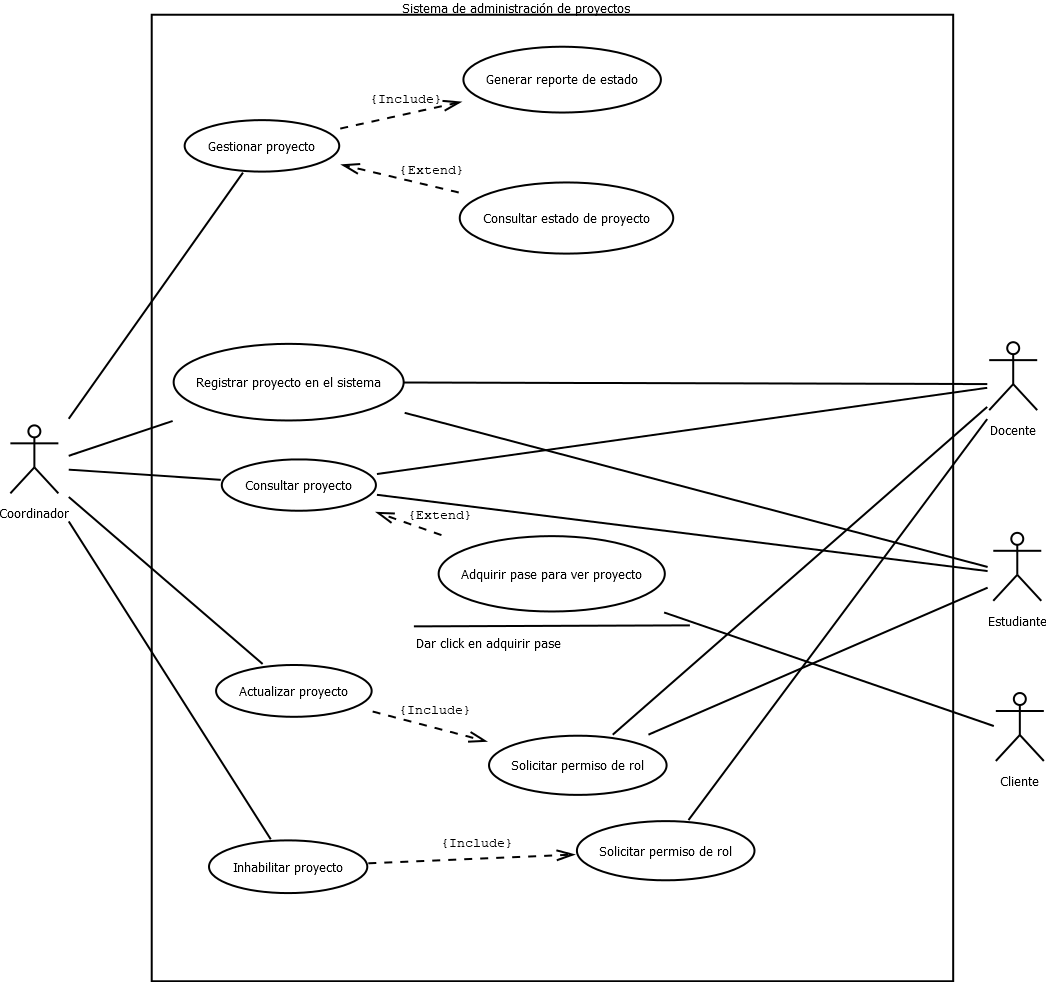 Sistema de administración de proyectos
Generar reporte de estado
{Include}
Gestionar proyecto
{Extend}
Consultar estado de proyecto
Registrar proyecto en el sistema
Docente
Coordinador
Consultar proyecto
{Extend}
Adquirir pase para ver proyecto
Dar click en adquirir pase
Estudiante
Actualizar proyecto
{Include}
Solicitar permiso de rol
Cliente
Inhabilitar proyecto
{Include}
Solicitar permiso de rol